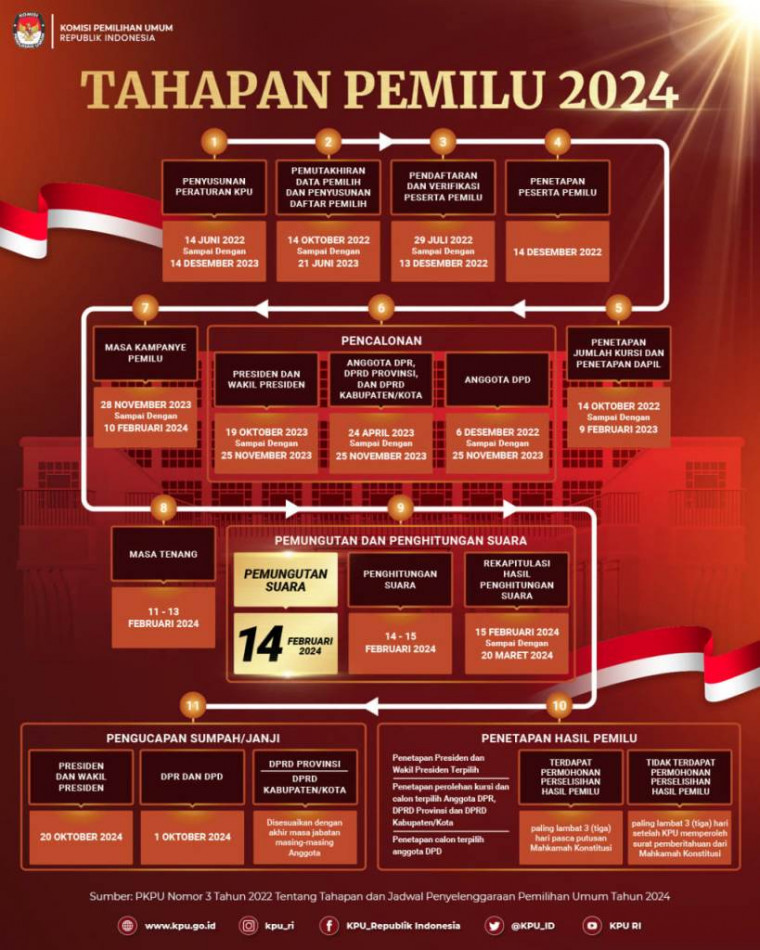 KOMISI PEMILIHAN UMUM
REPUBLIK INDONESIA
TAHAPAN PEMILU 2024
1
PENYUSUNAN
PERATURAN KPU
14 JUNI 2022
Sampai Dengan
14 DESEMBER 2023
2
PEMUTAKHIRAN
DATA PEMILIH
DAN PENYUSUNAN
DAFTAR PEMILIH
14 OKTOBER 2022
Sampai Dengan
21 JUNI 2023
3
PENDAFTARAN
DAN VERIFIKASI
PESERTA PEMILU
29 JULI 2022
Sampai Dengan
13 DESEMBER 2022
4
PENETAPAN
PESERTA PEMILU
14 DESEMBER 2022
5
PENETAPAN
JUMLAH KURSI DAN
PENETAPAN DAPIL
14 OKTOBER 2022
Sampai Dengan
9 FEBRUARI 2023
6
PENCALONAN
PRESIDEN DAN
WAKIL PRESIDEN
19 OKTOBER 2023
Sampai Dengan
25 NOVEMBER 2023
ANGGOTA DPR,
DPRD PROVINSI,
DAN DPRD
KABUPATEN/KOTA
24 APRIL 2023
Sampai Dengan
25 NOVEMBER 2023
ANGGOTA DPD
6 DESEMBER 2022
Sampai Dengan
25 NOVEMBER 2023
7
MASA KAMPANYE
PEMILU
28 NOVEMBER 2023
Sampai Dengan
10 FEBRUARI 2024
8
MASA TENANG
11 - 13
FEBRUARI 2024
9
PEMUNGUTAN DAN PENGHITUNGAN SUARA
PEMUNGUTAN
SUARA
14 FEBRUARI
2024
PENGHITUNGAN
SUARA
14 - 15
FEBRUARI 2024
REKAPITULASI
HASIL
PENGHITUNGAN
SUARA
15 FEBRUARI 2024
Sampai Dengan
20 MARET 2024
10
PENETAPAN HASIL PEMILU
Penetapan Presiden dan
Wakil Presiden Terpilih
Penetapan perolehan kursi dan
calon terpilih Anggota DPR,
DPRD Provinsi dan DPRD
Kabupaten/Kota
Penetapan calon terpilih
anggota DPD
TERDAPAT
PERMOHONAN
PERSELISIHAN
HASIL PEMILU
paling lambat 3 (tiga)
hari pasca putusan
Mahkamah Konstitusi
TIDAK TERDAPAT
PERMOHONAN
PERSELISIHAN
HASIL PEMILU
paling lambat 3 (tiga) hari
setelah KPU memperoleh
surat pemberitahuan dari
Mahkamah Konstitusi
11
PENGUCAPAN SUMPAH/JANJI
PRESIDEN
DAN WAKIL
PRESIDEN
20 OKTOBER 2024
DPR DAN DPD
1 OKTOBER 2024
DPRD PROVINSI
DPRD
KABUPATEN/KOTA
Disesuaikan dengan
akhir masa jabatan
masing-masing
Anggota
Sumber: PKPU Nomor 3 Tahun 2022 Tentang Tahapan dan Jadwal Penyelenggaraan Pemilihan Umum Tahun 2024
www.kpu.go.id
kpu_ri
KPU_Republik Indonesia
@KPU_ID
KPU RI